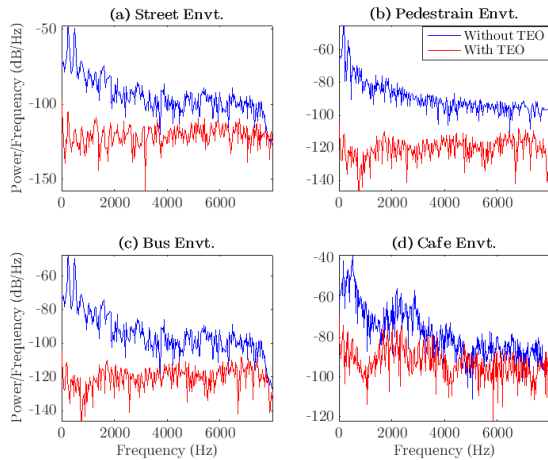 (a) Street Envt.
(b) Pedestrain Envt.
Power/Frequency (dB/Hz)
-50
-100
-150
0 2000 4000 6000
Without TEO
With TEO
-60
-80
-100
-120
-140
0 2000 4000 6000
(c) Bus Envt.
(d) Cafe Envt.
Power/Frequency (dB/Hz)
-60
-80
-100
-120
-140
0 2000 4000 6000
Frequency (Hz)
-40
-60
-80
-100
-120
0 2000 4000 6000
Frequency (Hz)